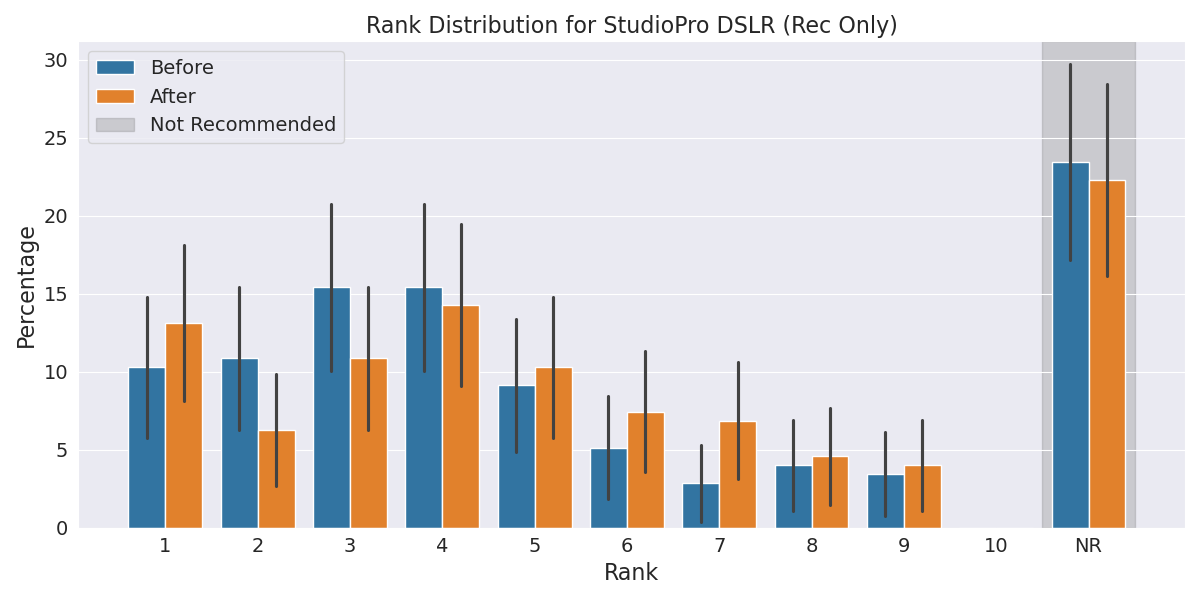 Rank Distribution for StudioPro DSLR (Rec Only)
Before
After
Not Recommended
Percentage
30
25
20
15
10
5
0
1 2 3 4 5 6 7 8 9 10 NR
Rank